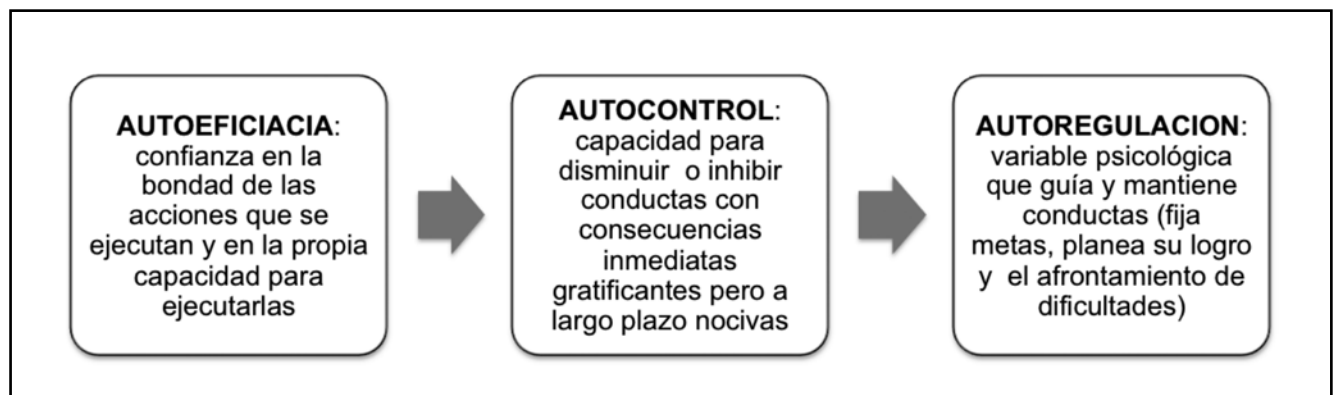 AUTOEFICIACIA:
confianza en la
bondad de las
acciones que se
ejecutan y en la propia
capacidad para
ejecutarlas
AUTOCONTROL:
capacidad para
disminuir o inhibir
conductas con
consecuencias
inmediatas
gratificantes pero a
largo plazo nocivas
AUTOREGULACION:
variable psicológica
que guía y mantiene
conductas (fija
metas, planea su logro
y el afrontamiento de
dificultades)